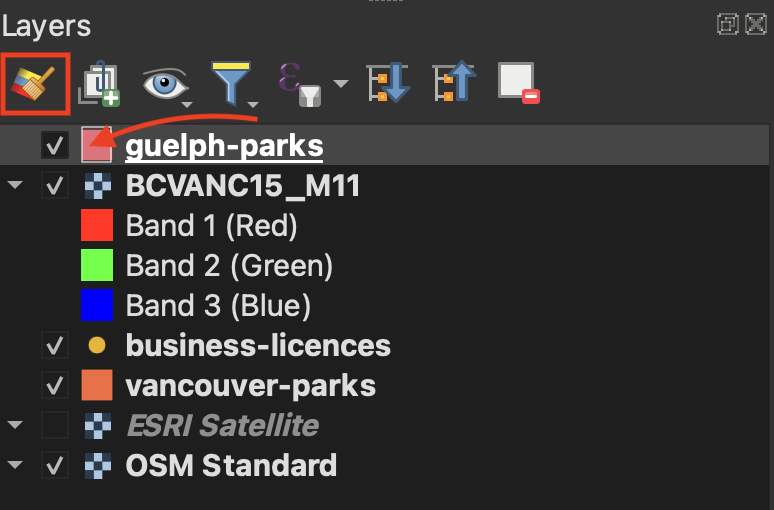 Layers
guelph-parks
BCVANC15_M11
Band 1 (Red)
Band 2 (Green)
Band 3 (Blue)
business-licences
vancouver-parks
ESRI Satellite
OSM Standard